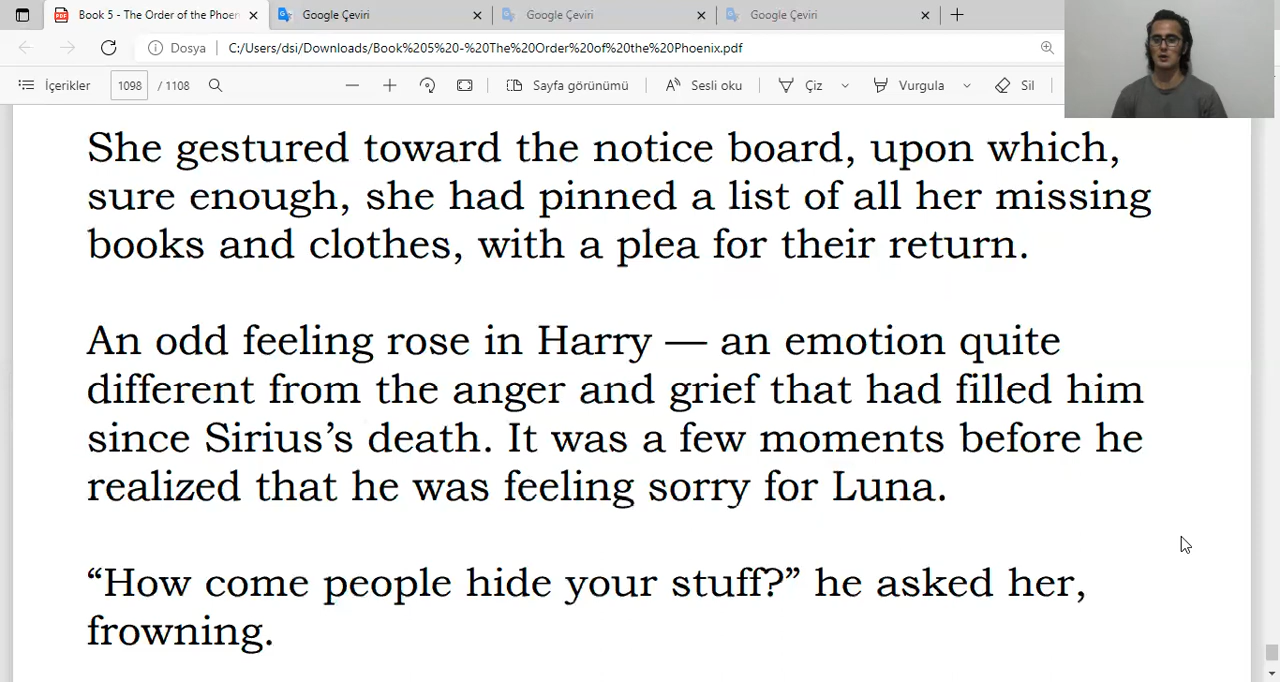 Book 5 - The Order of the Phoen
Google Çeviri
Google Çeviri
Google Çeviri
Dosya
C:/Users/dsi/Downloads/Book%205%20-%20The%20Order%20of%20the%20Phoenix.pdf
İçerikler
1098 / 1108
Sayfa görünümü
Sesli oku
Çiz
Vurgula
Sil
She gestured toward the notice board, upon which,
sure enough, she had pinned a list of all her missing
books and clothes, with a plea for their return.
An odd feeling rose in Harry — an emotion quite
different from the anger and grief that had filled him
since Sirius’s death. It was a few moments before he
realized that he was feeling sorry for Luna.
“How come people hide your stuff?” he asked her,
frowning.